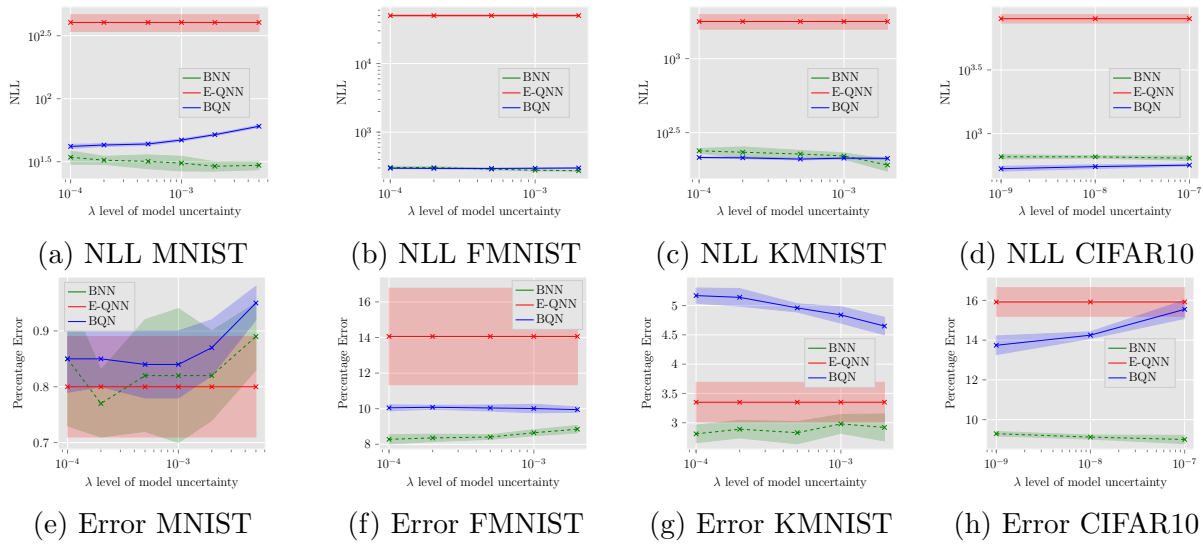 10^2.5
10^2
10^1.5
NLL
BNN
E-QNN
BQN
10^-4
10^-3
λ level of model uncertainty
(a) NLL MNIST
10^4
10^3
NLL
BNN
E-QNN
BQN
10^-4
10^-3
λ level of model uncertainty
(b) NLL FMNIST
10^3
10^2.5
NLL
BNN
E-QNN
BQN
10^-4
10^-3
λ level of model uncertainty
(c) NLL KMNIST
10^3.5
10^3
NLL
BNN
E-QNN
BQN
10^-9
10^-8
10^-7
λ level of model uncertainty
(d) NLL CIFAR10
0.9
0.8
0.7
Percentage Error
BNN
E-QNN
BQN
10^-4
10^-3
λ level of model uncertainty
(e) Error MNIST
16
14
12
10
8
Percentage Error
BNN
E-QNN
BQN
10^-4
10^-3
λ level of model uncertainty
(f) Error FMNIST
5
4
3
Percentage Error
BNN
E-QNN
BQN
10^-4
10^-3
λ level of model uncertainty
(g) Error KMNIST
16
14
12
10
Percentage Error
BNN
E-QNN
BQN
10^-9
10^-8
10^-7
λ level of model uncertainty
(h) Error CIFAR10